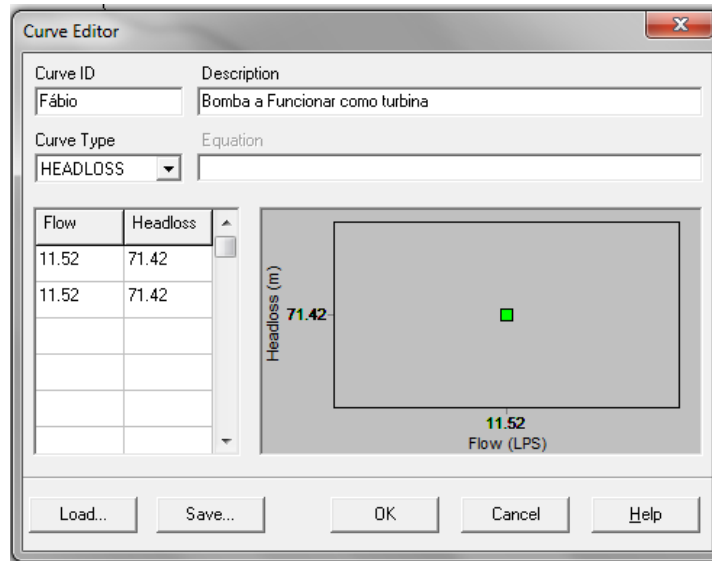 Curve Editor
Curve ID Description
Fábio Bomba a Funcionar como turbina
Curve Type Equation
HEADLOSS
Flow Headloss
11.52 71.42
11.52 71.42
Headloss (m)
71.42
11.52
Flow (LPS)
Load... Save... OK Cancel Help